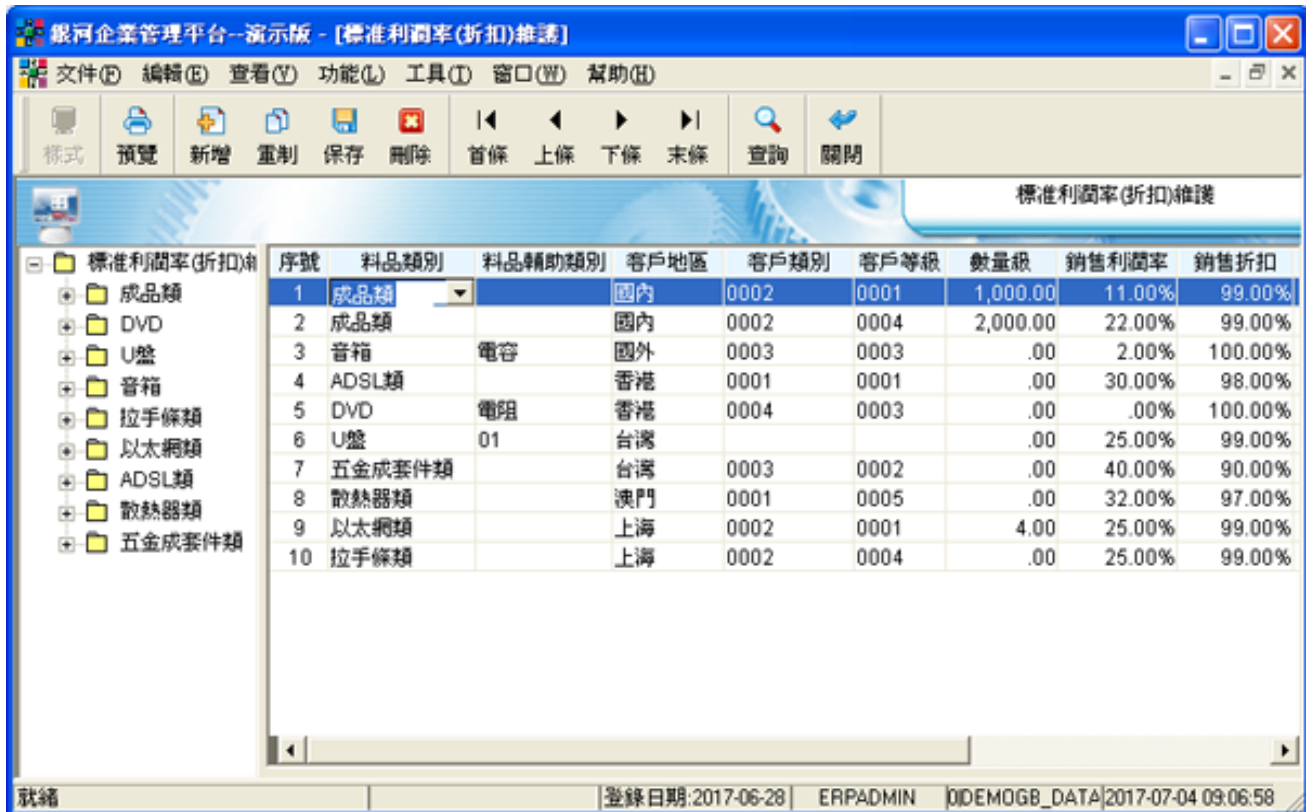 銀河企業管理平台--演示版 - [標准利潤率(折扣)維護]
文件(F) 編輯(E) 查看(V) 功能(L) 工具(T) 窗口(W) 幫助(H)
樣式 預覽 新增 重制 保存 刪除 首條 上條 下條 末條 查詢 關閉
標准利潤率(折扣)維護
標准利潤率(折扣)維
成品類
DVD
U盤
音箱
拉手條類
以太網類
ADSL類
散熱器類
五金成套件類
序號 料品類別 料品輔助類別 客戶地區 客戶類別 客戶等級 數量級 銷售利潤率 銷售折扣
1 成品類 國內 0002 0001 1,000.00 11.00% 99.00%
2 成品類 國內 0002 0004 2,000.00 22.00% 99.00%
3 音箱 電容 國外 0003 0003 .00 2.00% 100.00%
4 ADSL類 香港 0001 0001 .00 30.00% 98.00%
5 DVD 電阻 香港 0004 0003 .00 .00% 100.00%
6 U盤 01 台灣 .00 25.00% 99.00%
7 五金成套件類 台灣 0003 0002 .00 40.00% 90.00%
8 散熱器類 澳門 0001 0005 .00 32.00% 97.00%
9 以太網類 上海 0002 0001 4.00 25.00% 99.00%
10 拉手條類 上海 0002 0004 .00 25.00% 99.00%
就緒 登錄日期:2017-06-28 ERPADMIN DEMOGB_DATA 2017-07-04 09:06:58